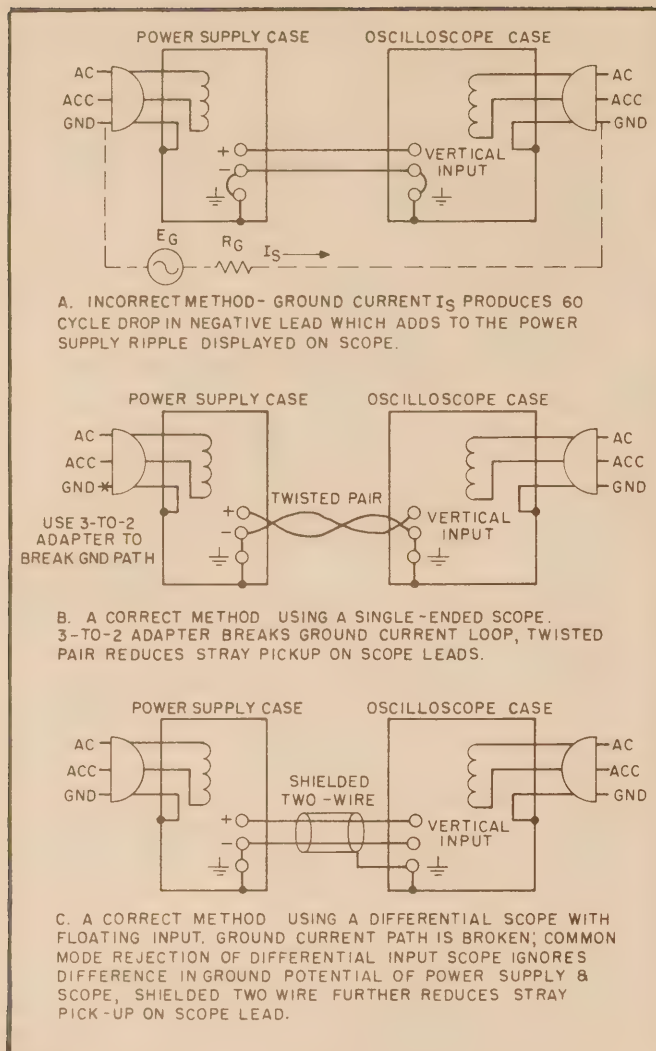 POWER SUPPLY CASE
OSCILLOSCOPE CASE
AC
ACC
GND
+
-
VERTICAL
INPUT
AC
ACC
GND
EG
RG
IS
A. INCORRECT METHOD- GROUND CURRENT IS PRODUCES 60
CYCLE DROP IN NEGATIVE LEAD WHICH ADDS TO THE POWER
SUPPLY RIPPLE DISPLAYED ON SCOPE.
POWER SUPPLY CASE
OSCILLOSCOPE CASE
AC
ACC
GND
USE 3-TO-2
ADAPTER TO
BREAK GND PATH
+
-
TWISTED PAIR
VERTICAL
INPUT
AC
ACC
GND
B. A CORRECT METHOD USING A SINGLE-ENDED SCOPE.
3-TO-2 ADAPTER BREAKS GROUND CURRENT LOOP, TWISTED
PAIR REDUCES STRAY PICKUP ON SCOPE LEADS.
POWER SUPPLY CASE
OSCILLOSCOPE CASE
AC
ACC
GND
+
-
SHIELDED
TWO-WIRE
VERTICAL
INPUT
AC
ACC
GND
C. A CORRECT METHOD USING A DIFFERENTIAL SCOPE WITH
FLOATING INPUT. GROUND CURRENT PATH IS BROKEN; COMMON
MODE REJECTION OF DIFFERENTIAL INPUT SCOPE IGNORES
DIFFERENCE IN GROUND POTENTIAL OF POWER SUPPLY &
SCOPE, SHIELDED TWO WIRE FURTHER REDUCES STRAY
PICK-UP ON SCOPE LEAD.